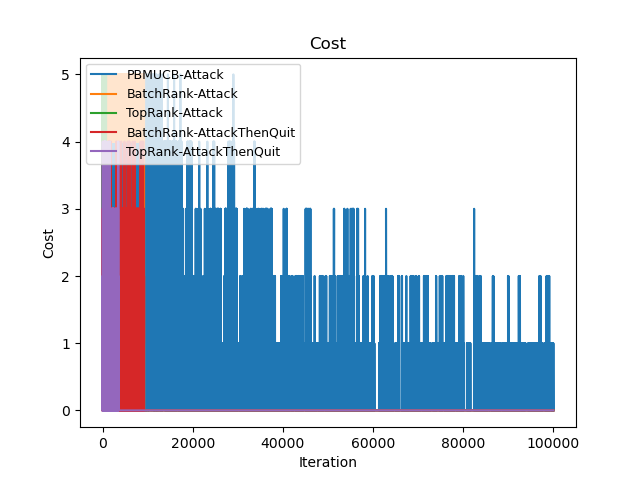 Cost
5
4
3
2
1
0
Cost
PBMUCB-Attack
BatchRank-Attack
TopRank-Attack
BatchRank-AttackThenQuit
TopRank-AttackThenQuit
0 20000 40000 60000 80000 100000
Iteration